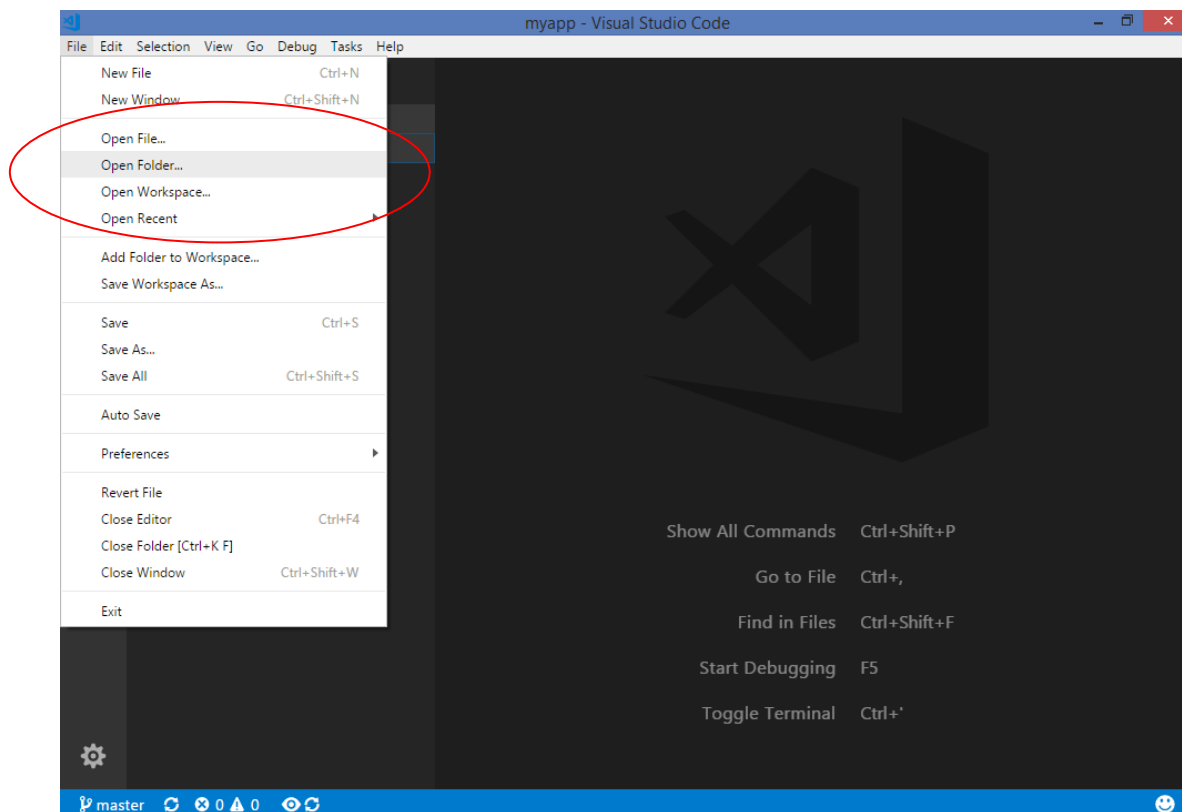 myapp - Visual Studio Code
File Edit Selection View Go Debug Tasks Help
New File Ctrl+N
New Window Ctrl+Shift+N
Open File...
Open Folder...
Open Workspace...
Open Recent
Add Folder to Workspace...
Save Workspace As...
Save Ctrl+S
Save As...
Save All Ctrl+Shift+S
Auto Save
Preferences
Revert File
Close Editor Ctrl+F4
Close Folder [Ctrl+K F]
Close Window Ctrl+Shift+W
Exit
Show All Commands Ctrl+Shift+P
Go to File Ctrl+,
Find in Files Ctrl+Shift+F
Start Debugging F5
Toggle Terminal Ctrl+'
master 0 0